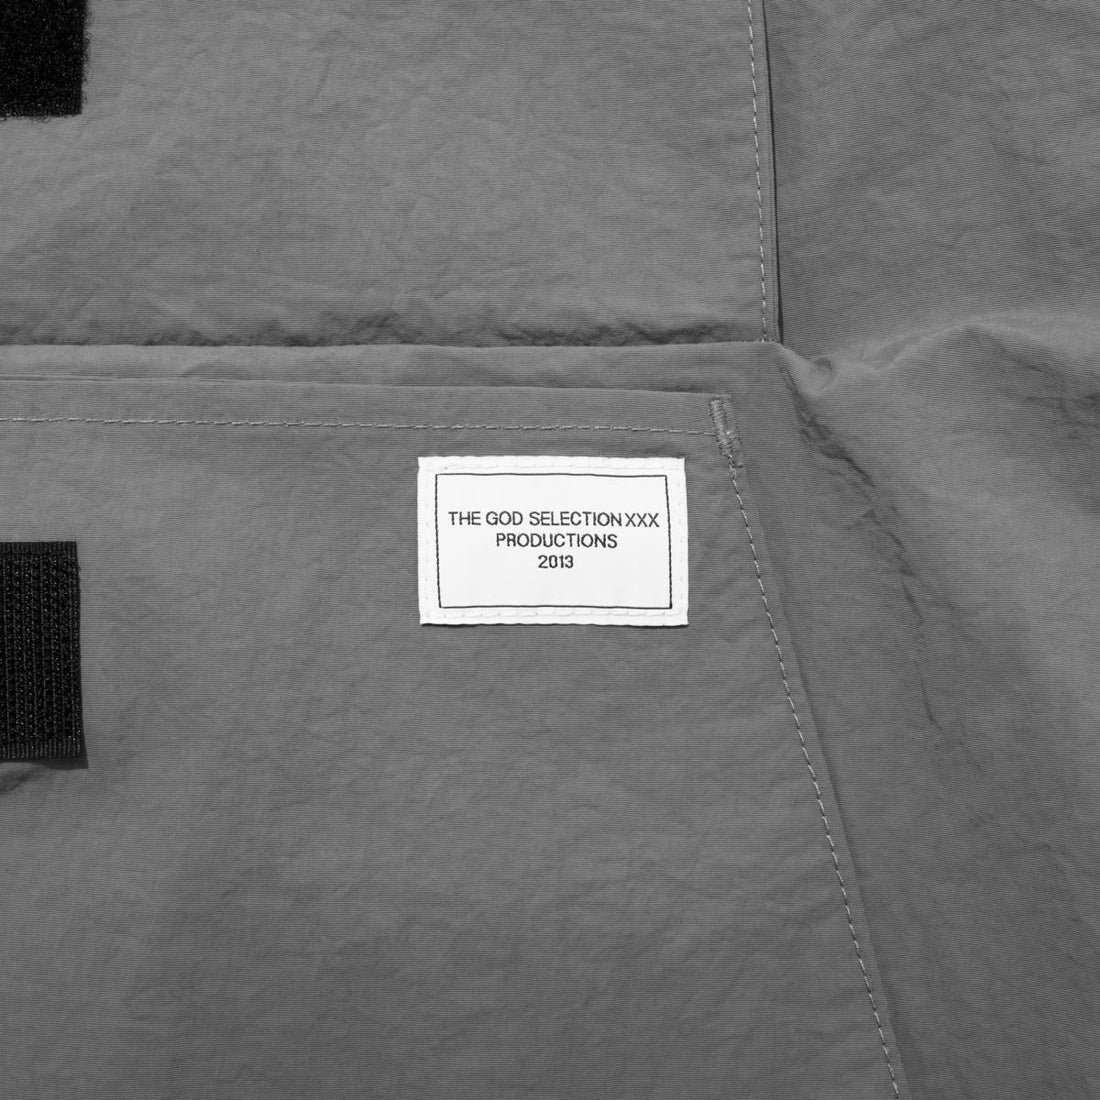 THE GOD SELECTION XXX
PRODUCTIONS
2013